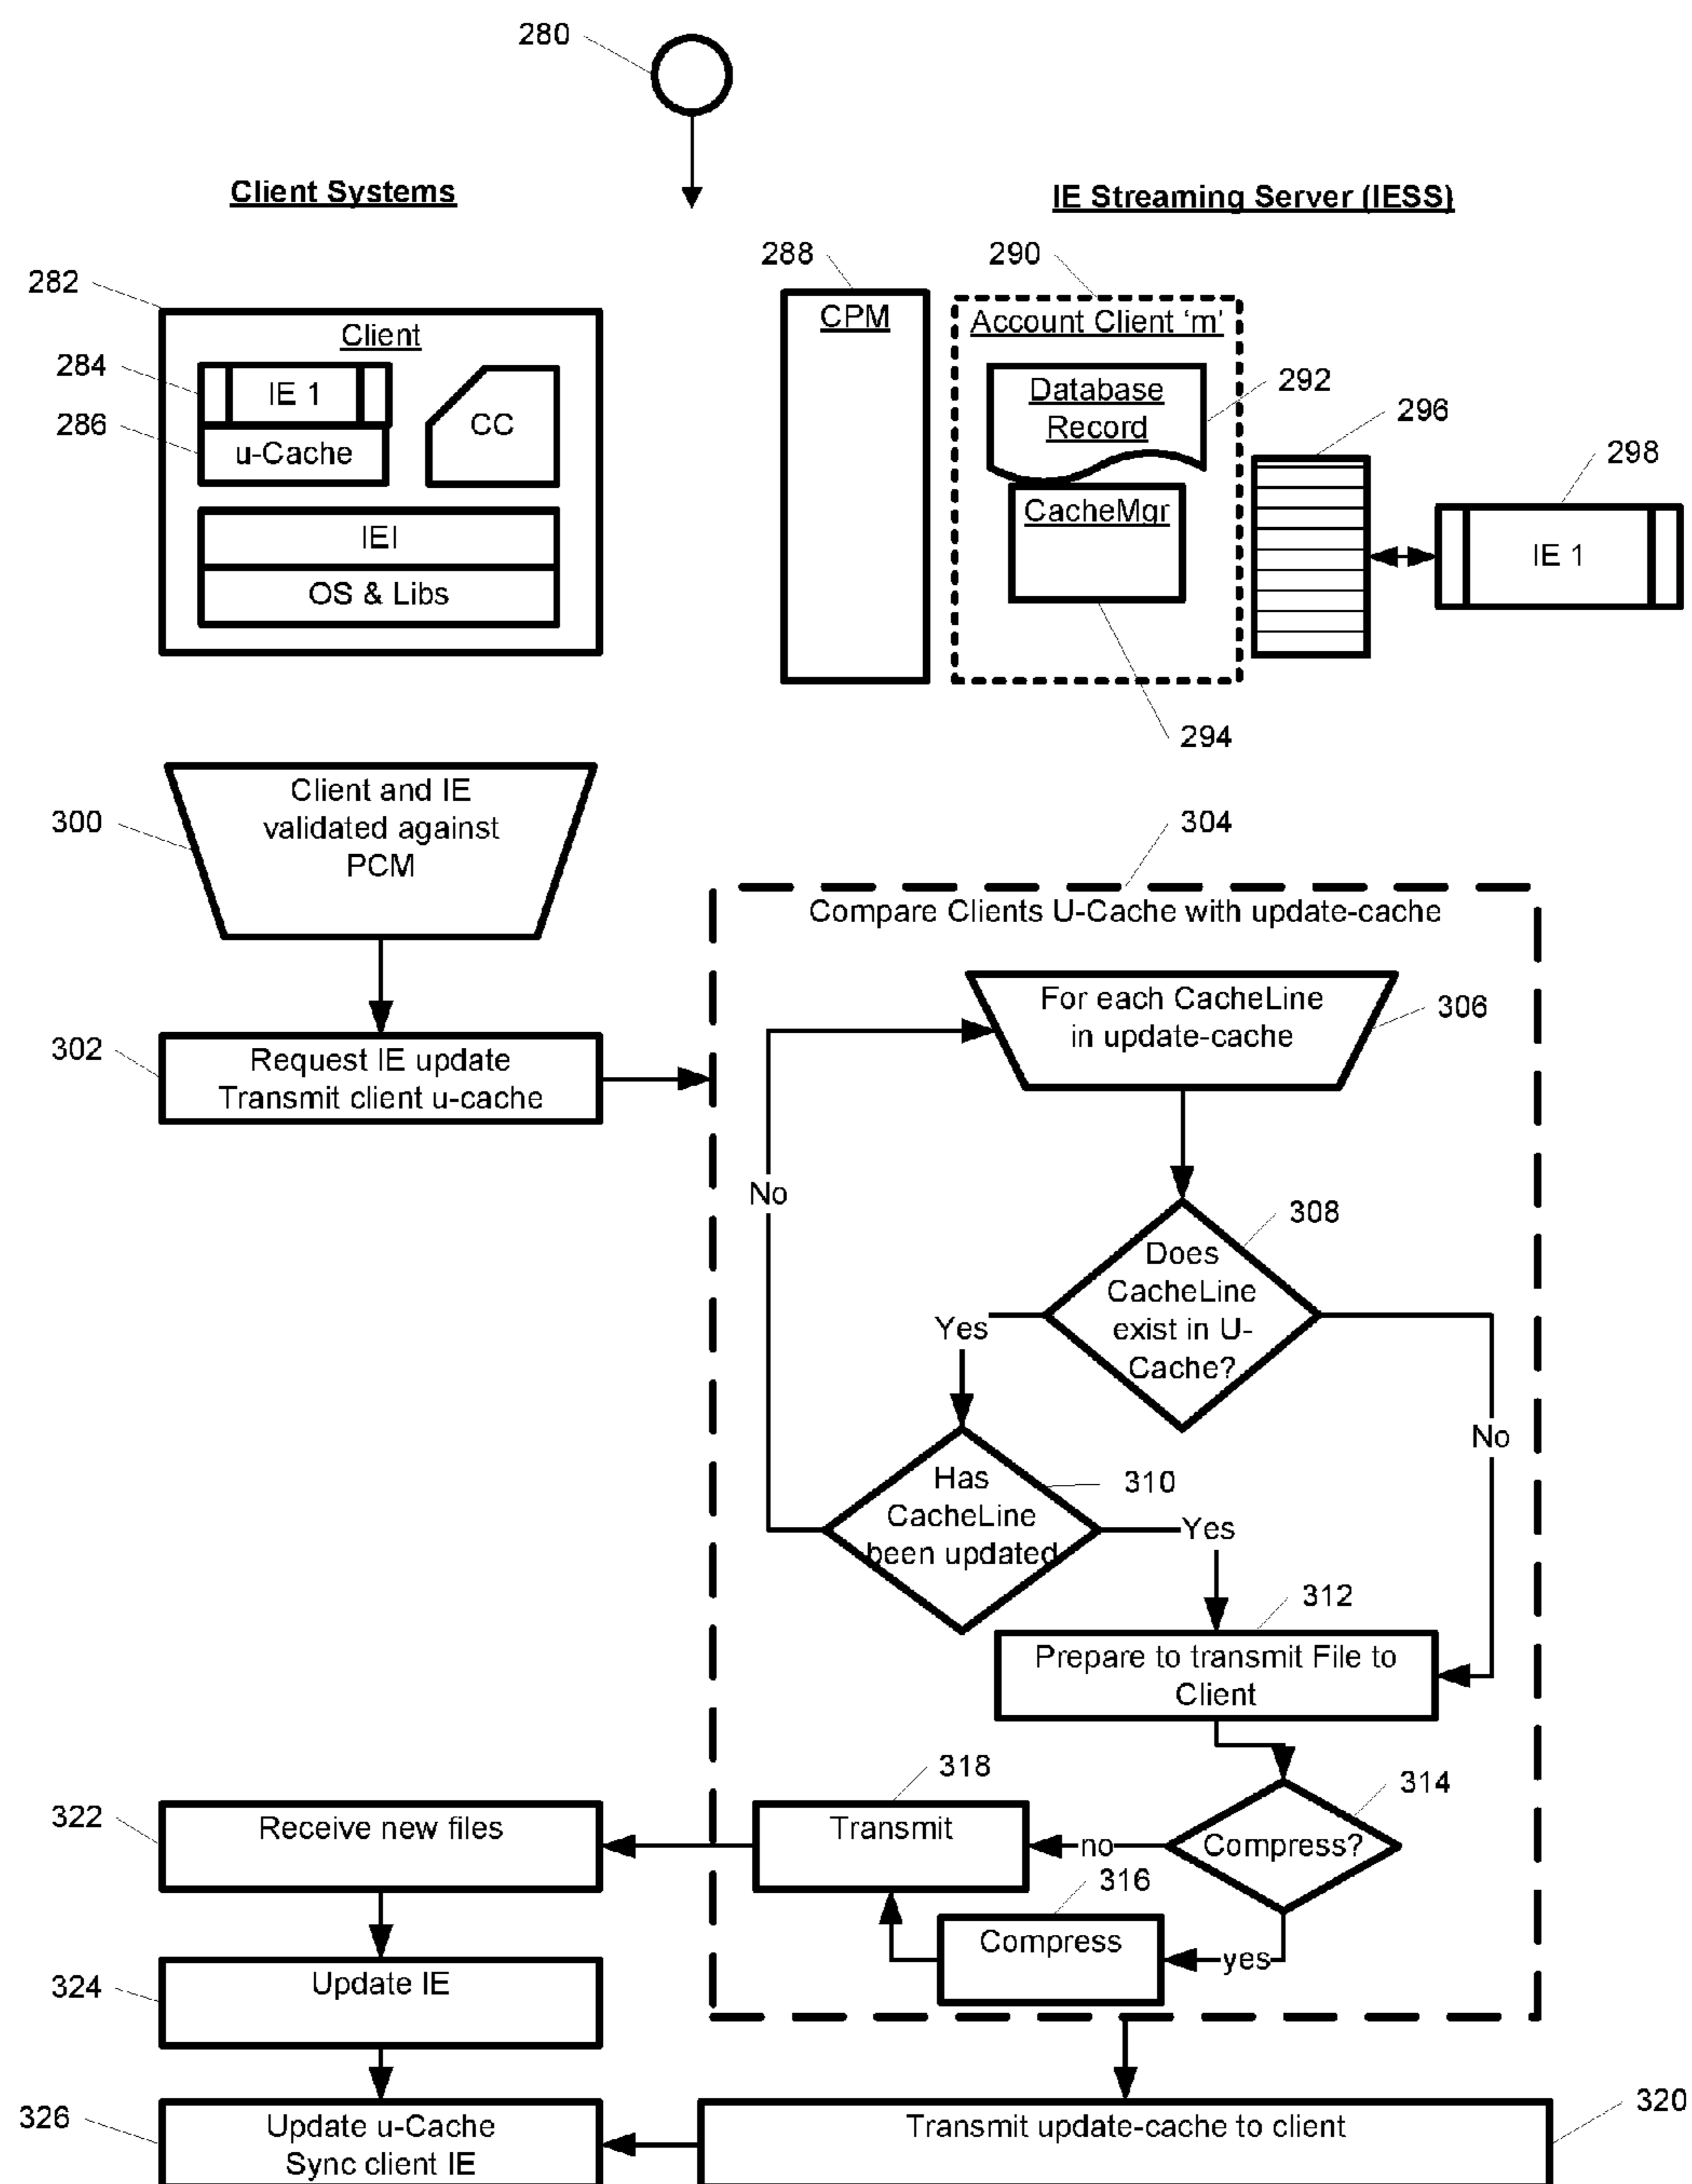 280
Client Systems
IE Streaming Server (IESS)
288
290
282
Client
CPM
Account Client ‘m’
284
IE 1
CC
Database
Record
292
296
286
u-Cache
298
CacheMgr
IEI
IE 1
OS & Libs
294
300
Client and IE
validated against
PCM
304
Compare Clients U-Cache with update-cache
For each CacheLine
in update-cache
306
302
Request IE update
Transmit client u-cache
No
308
Does
CacheLine
exist in U-
Cache?
Yes
No
310
Has
CacheLine
been updated
Yes
312
Prepare to transmit File to
Client
318
314
322
Receive new files
Transmit
no
Compress?
316
Compress
yes
324
Update IE
320
326
Update u-Cache
Sync client IE
Transmit update-cache to client